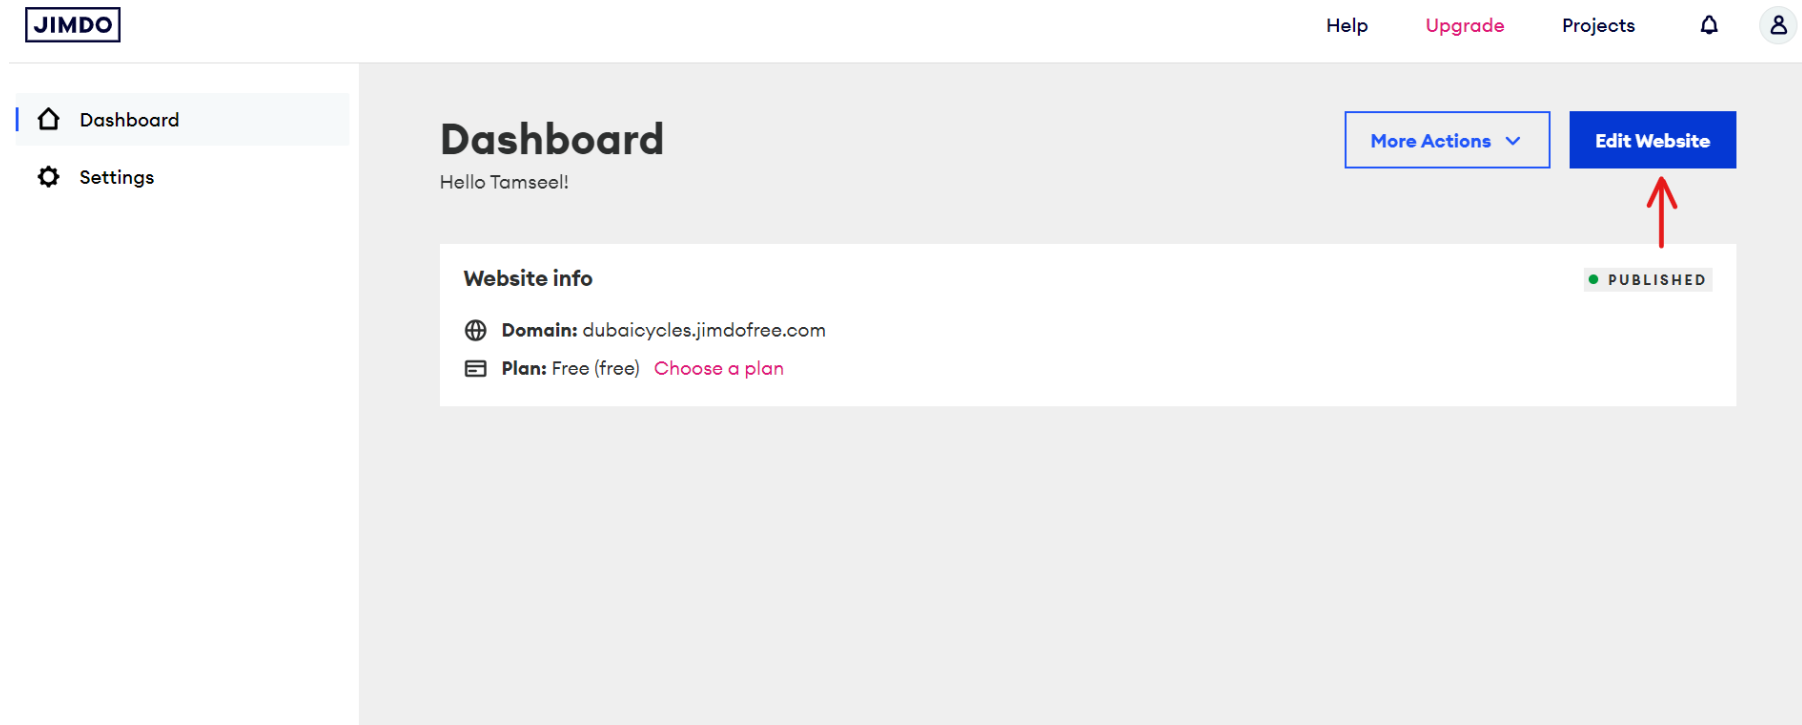 JIMDO
Help Upgrade Projects
Dashboard
Settings
Dashboard
Hello Tamseel!
More Actions
Edit Website
Website info
PUBLISHED
Domain: dubaicycles.jimdofree.com
Plan: Free (free) Choose a plan